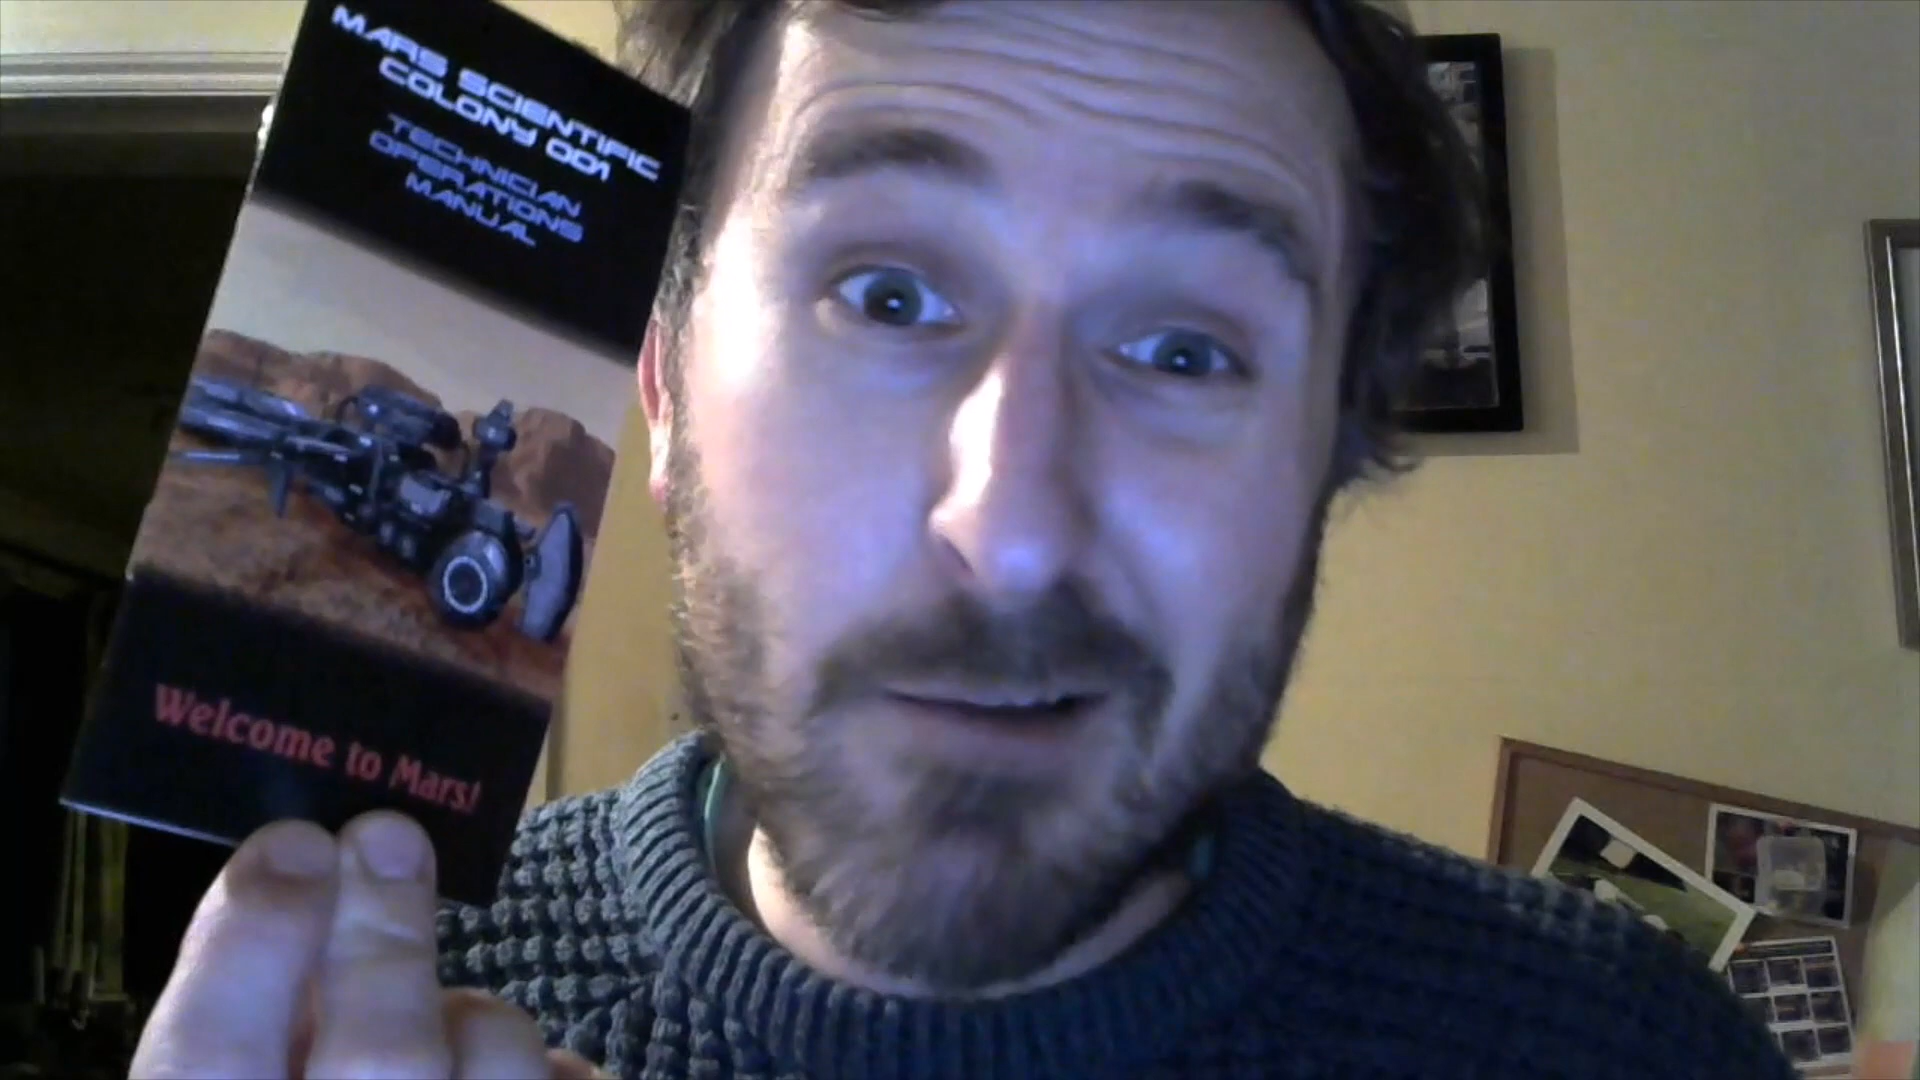 MARS SCIENTIFIC
COLONY 001
TECHNICIAN
OPERATIONS
MANUAL
Welcome to Mars!